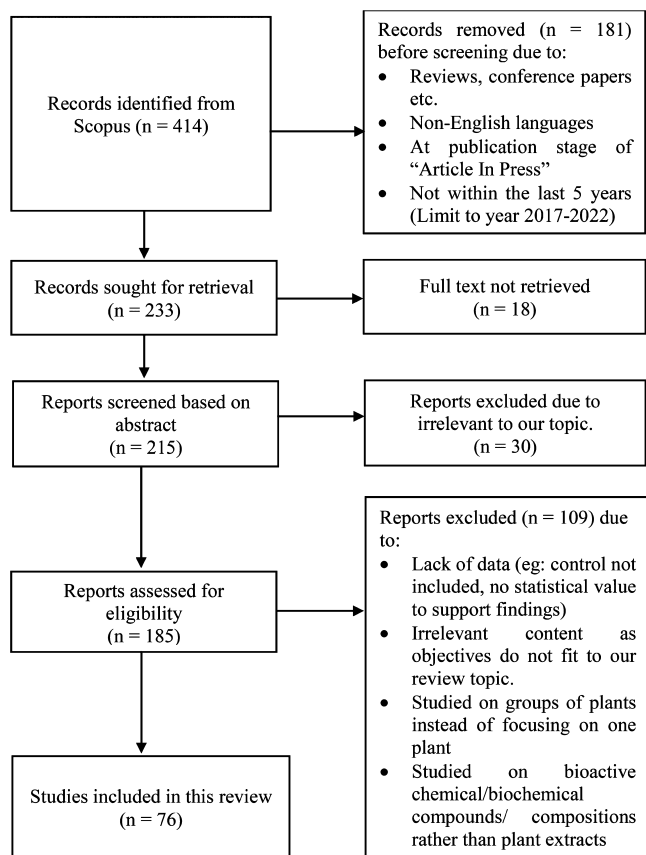 Records identified from
Scopus (n = 414)
Records removed (n = 181)
before screening due to:
• Reviews, conference papers
etc.
• Non-English languages
• At publication stage of
“Article In Press”
• Not within the last 5 years
(Limit to year 2017-2022)
Records sought for retrieval
(n = 233)
Full text not retrieved
(n = 18)
Reports screened based on
abstract
(n = 215)
Reports excluded due to
irrelevant to our topic.
(n = 30)
Reports assessed for
eligibility
(n = 185)
Reports excluded (n = 109) due
to:
• Lack of data (eg: control not
included, no statistical value
to support findings)
• Irrelevant content as
objectives do not fit to our
review topic.
• Studied on groups of plants
instead of focusing on one
plant
• Studied on bioactive
chemical/biochemical
compounds/ compositions
rather than plant extracts
Studies included in this review
(n = 76)